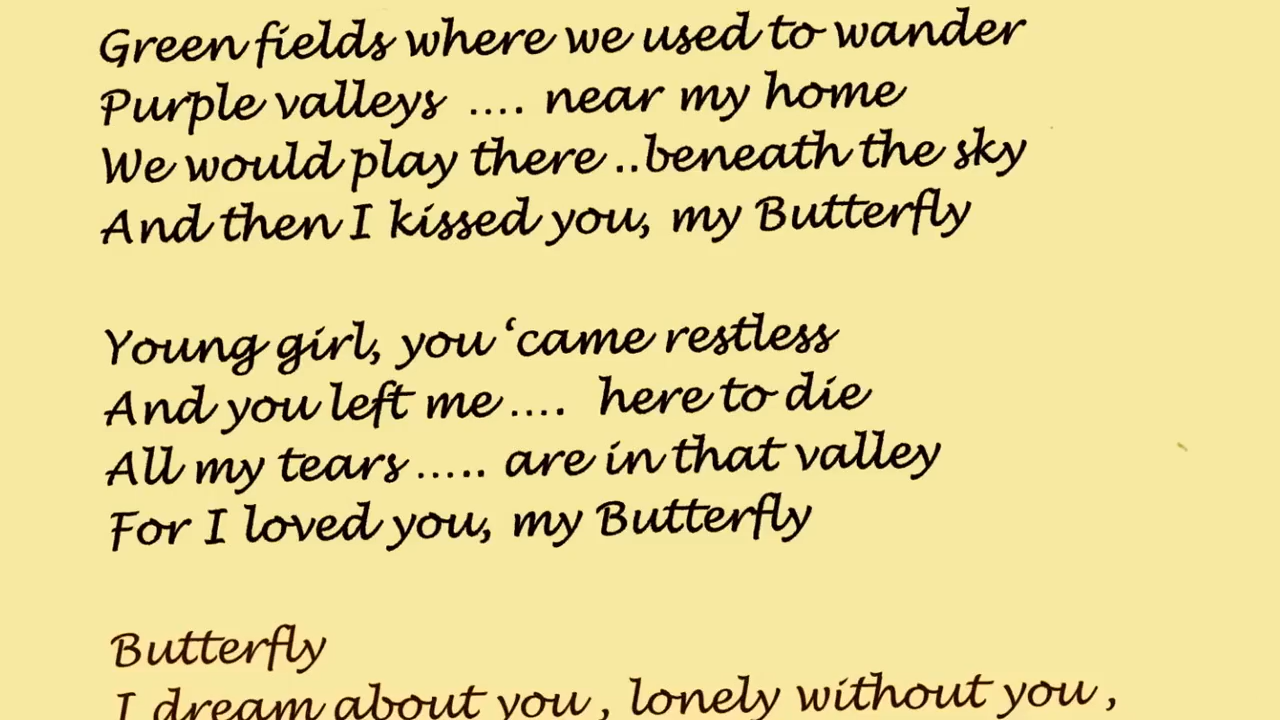 Green fields where we used to wander
Purple valleys .... near my home
We would play there ..beneath the sky
And then I kissed you, my Butterfly
Young girl, you ‘came restless
And you left me .... here to die
All my tears ..... are in that valley
For I loved you, my Butterfly
Butterfly
I dream about you , lonely without you ,